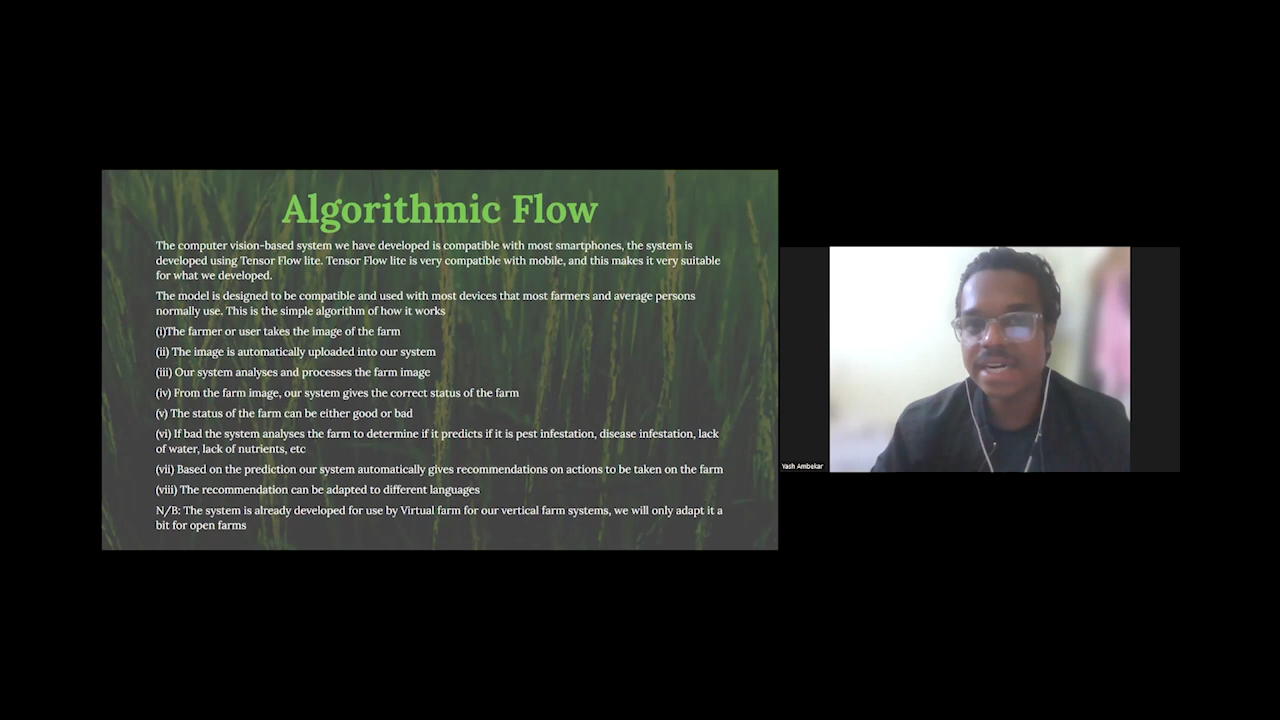 Algorithmic Flow
The computer vision-based system we have developed is compatible with most smartphones, the system is
developed using Tensor Flow lite. Tensor Flow lite is very compatible with mobile, and this makes it very suitable
for what we developed.
The model is designed to be compatible and used with most devices that most farmers and average persons
normally use. This is the simple algorithm of how it works
(i)The farmer or user takes the image of the farm
(ii) The image is automatically uploaded into our system
(iii) Our system analyses and processes the farm image
(iv) From the farm image, our system gives the correct status of the farm
(v) The status of the farm can be either good or bad
(vi) If bad the system analyses the farm to determine if it predicts if it is pest infestation, disease infestation, lack
of water, lack of nutrients, etc
(vii) Based on the prediction our system automatically gives recommendations on actions to be taken on the farm
(viii) The recommendation can be adapted to different languages
N/B: The system is already developed for use by Virtual farm for our vertical farm systems, we will only adapt it a
bit for open farms
Yash Ambekar